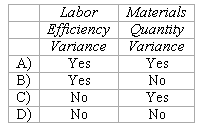 Labor Materials
Efficiency Quantity
Variance Variance
A) Yes Yes
B) Yes No
C) No Yes
D) No No